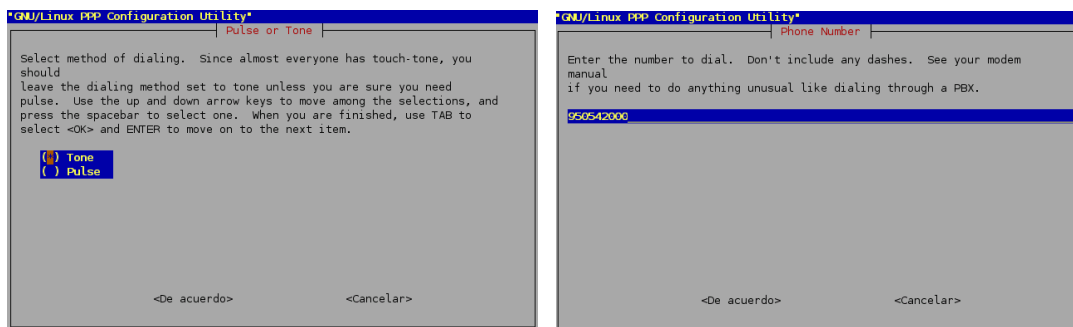 "GNU/Linux PPP Configuration Utility"
Pulse or Tone
Select method of dialing.  Since almost everyone has touch-tone, you
should
leave the dialing method set to tone unless you are sure you need
pulse.  Use the up and down arrow keys to move among the selections, and
press the spacebar to select one.  When you are finished, use TAB to
select <OK> and ENTER to move on to the next item.
(*) Tone
( ) Pulse
<De acuerdo> <Cancelar>
"GNU/Linux PPP Configuration Utility"
Phone Number
Enter the number to dial.  Don't include any dashes.  See your modem
manual
if you need to do anything unusual like dialing through a PBX.
950542000
<De acuerdo> <Cancelar>